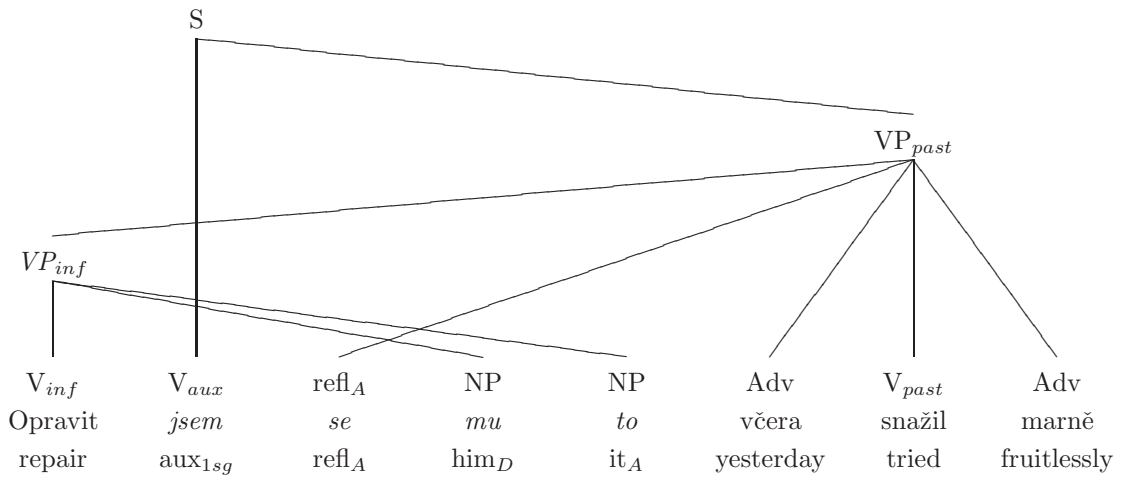 S
VP_past
VP_inf
V_inf V_aux refl_A NP NP Adv V_past Adv
Opravit jsem se mu to včera snažil marně
repair aux_1sg refl_A him_D it_A yesterday tried fruitlessly